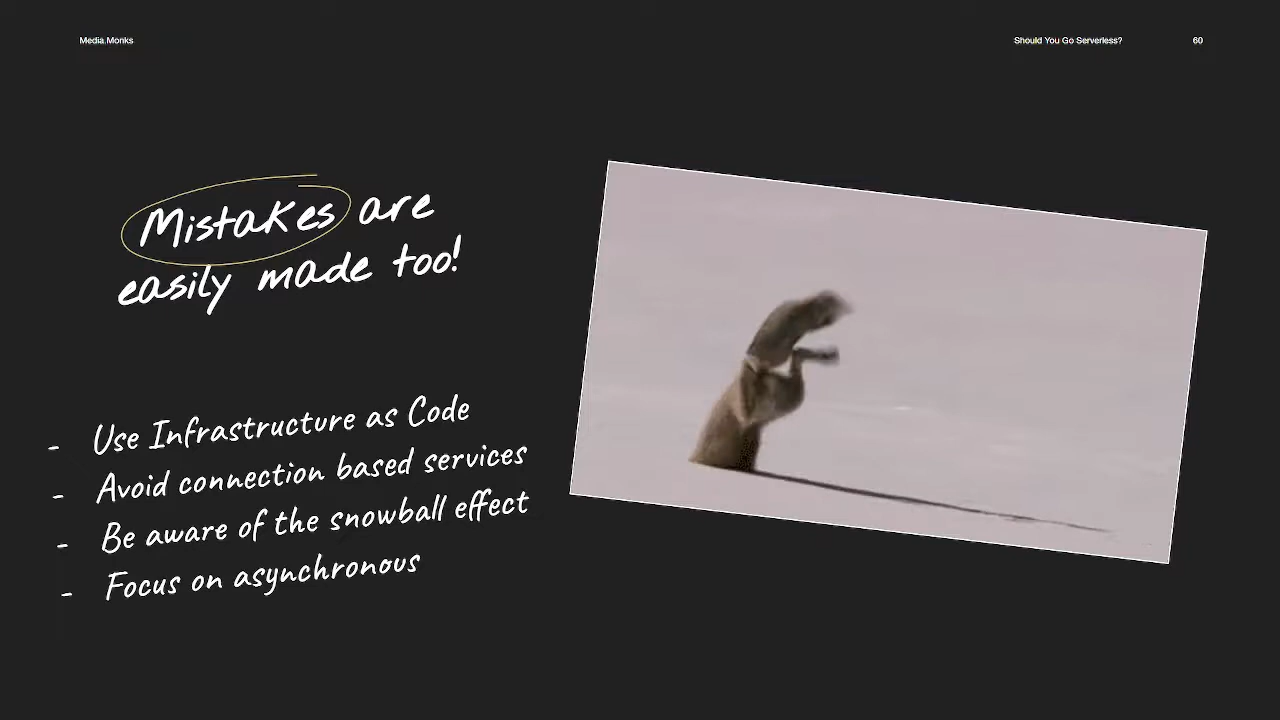 Media.Monks
Should You Go Serverless?
60
Mistakes are
easily made too!
- Use Infrastructure as Code
- Avoid connection based services
- Be aware of the snowball effect
- Focus on asynchronous